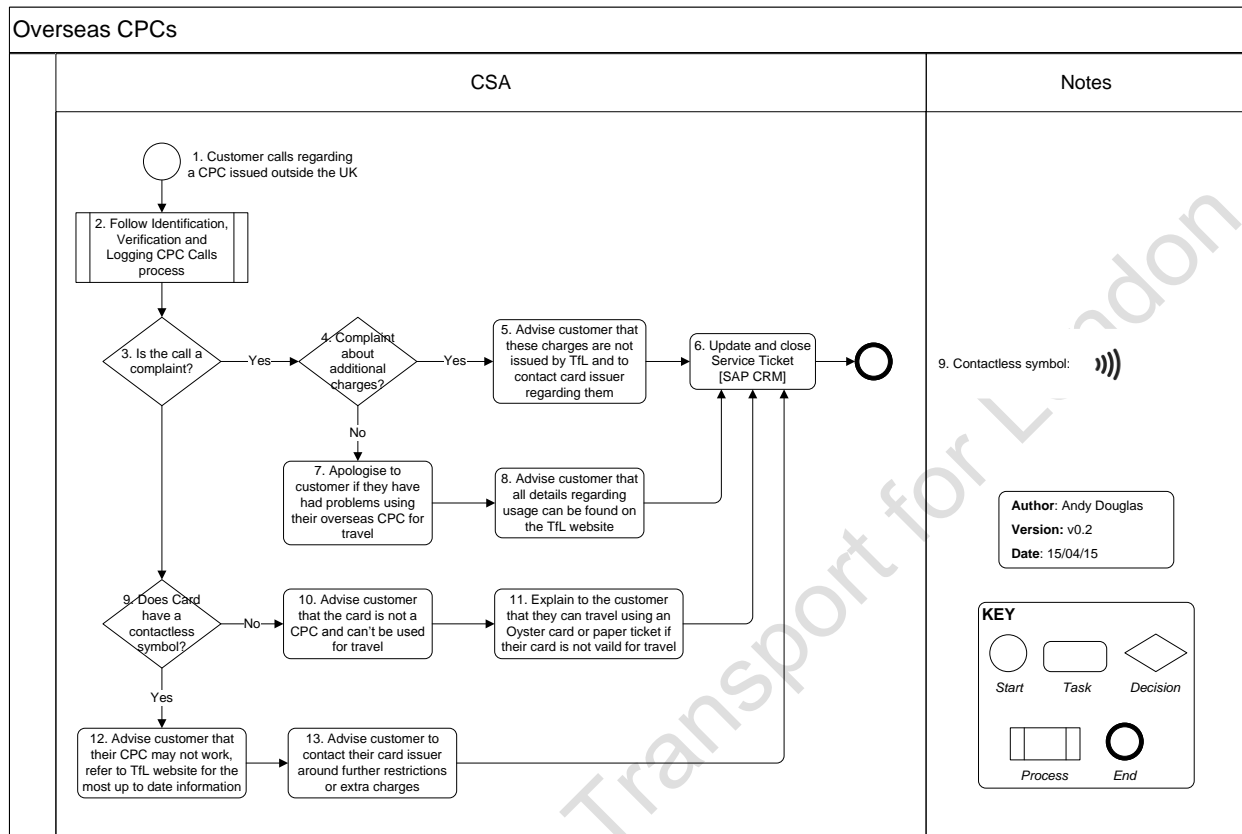 Overseas CPCs
CSA
Notes
1. Customer calls regarding
a CPC issued outside the UK
2. Follow Identification,
Verification and
Logging CPC Calls
process
3. Is the call a
complaint?
Yes
4. Complaint
about
additional
charges?
Yes
5. Advise customer that
these charges are not
issued by TfL and to
contact card issuer
regarding them
6. Update and close
Service Ticket
[SAP CRM]
9. Contactless symbol:
No
7. Apologise to
customer if they have
had problems using
their overseas CPC for
travel
8. Advise customer that
all details regarding
usage can be found on
the TfL website
9. Does Card
have a
contactless
symbol?
No
10. Advise customer
that the card is not a
CPC and can't be used
for travel
11. Explain to the customer
that they can travel using an
Oyster card or paper ticket if
their card is not vaild for travel
Yes
12. Advise customer that
their CPC may not work,
refer to TfL website for the
most up to date information
13. Advise customer to
contact their card issuer
around further restrictions
or extra charges
Author: Andy Douglas
Version: v0.2
Date: 15/04/15
KEY
Start
Task
Decision
Process
End
Transport for L don